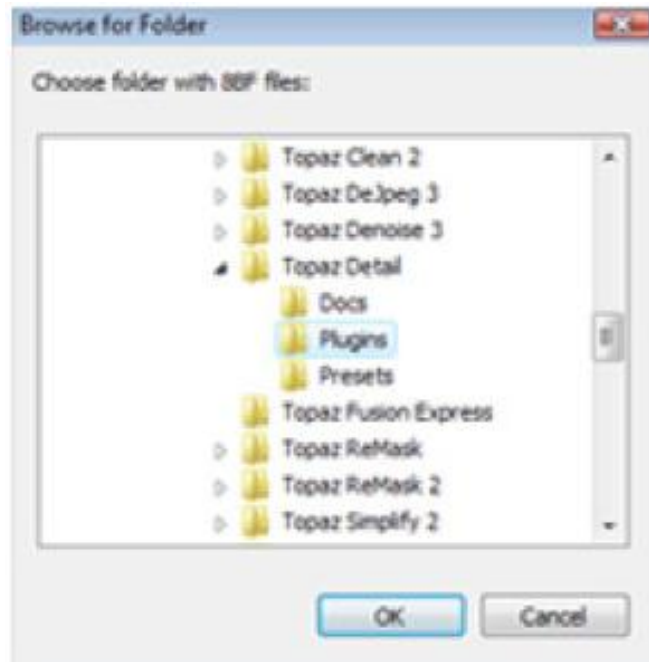 Browse for Folder
Choose folder with 8BF files:
Topaz Clean 2
Topaz DeJpeg 3
Topaz Denoise 3
Topaz Detail
Docs
Plugins
Presets
Topaz Fusion Express
Topaz ReMask
Topaz ReMask 2
Topaz Simplify 2
OK
Cancel